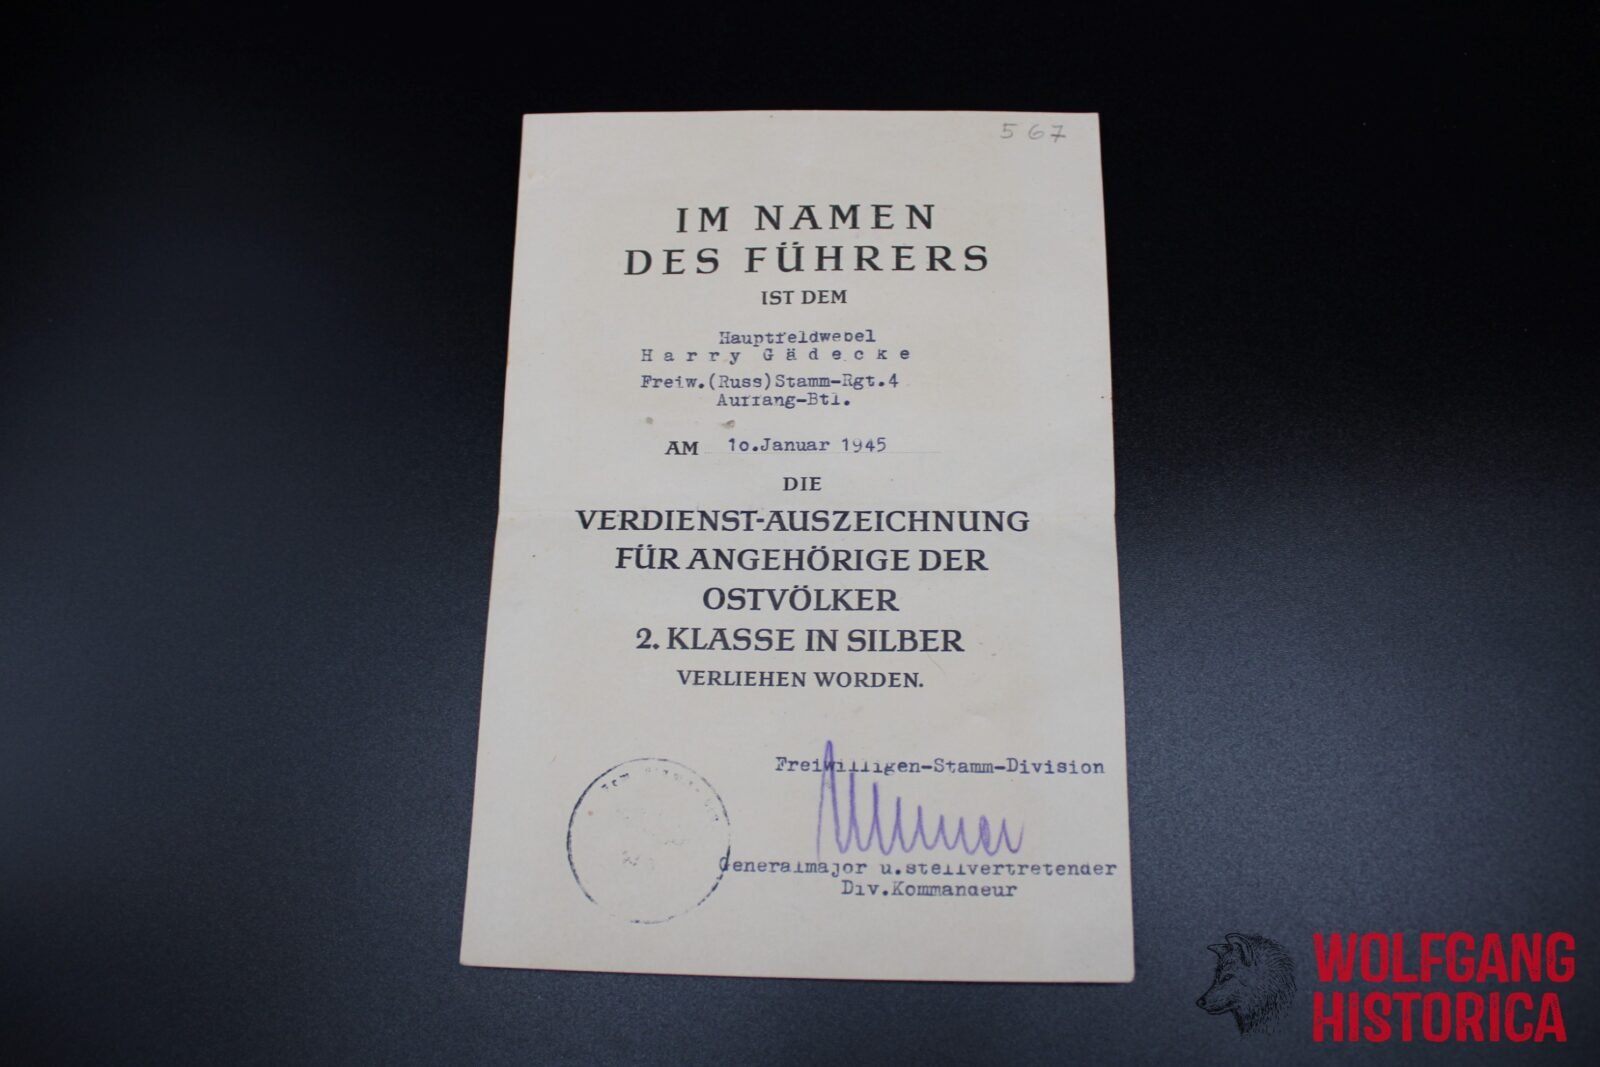 567
IM NAMEN
DES FÜHRERS
IST DEM
Hauptfeldwebel
Harry Gädecke
Freiw.(Russ)Stamm-Rgt.4
Auffang-Btl.
AM 10.Januar 1945
DIE
VERDIENST-AUSZEICHNUNG
FÜR ANGEHÖRIGE DER
OSTVÖLKER
2. KLASSE IN SILBER
VERLIEHEN WORDEN.
Freiwilligen-Stamm-Division
Generalmajor u.stellvertretender
Div.Kommandeur
WOLFGANG
HISTORICA